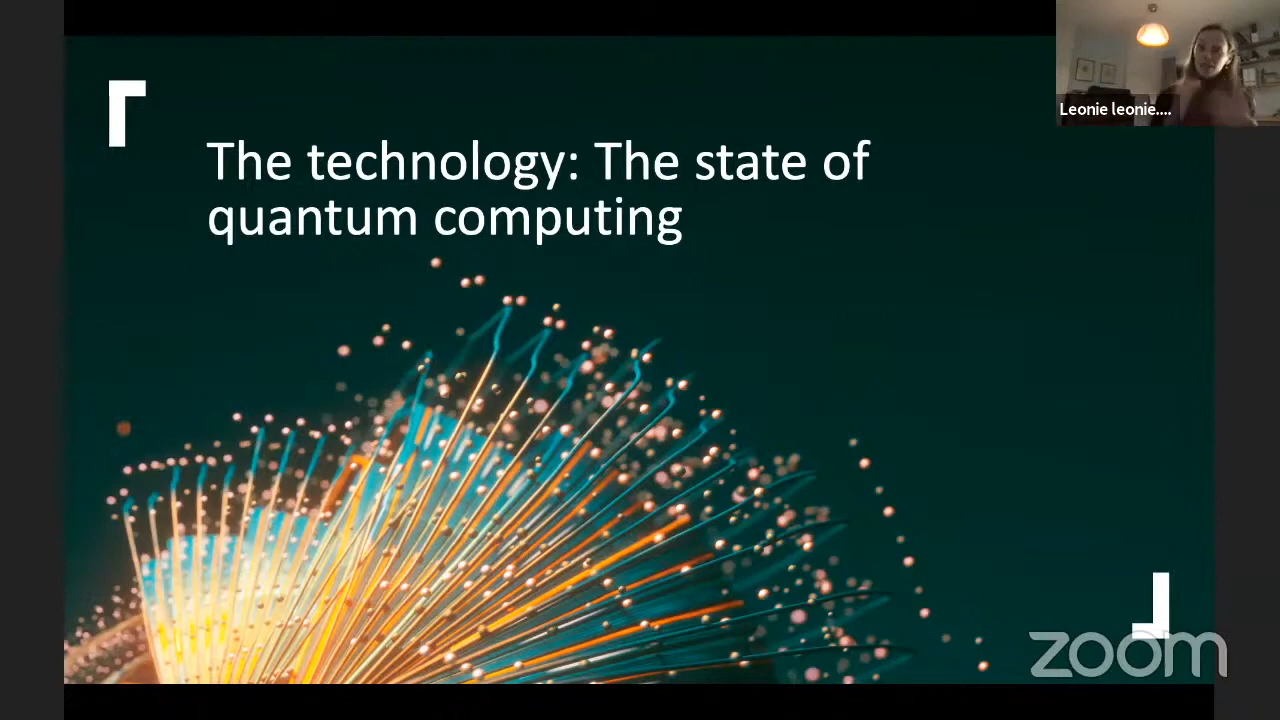 Leonie leonie....
The technology: The state of
quantum computing
zoom